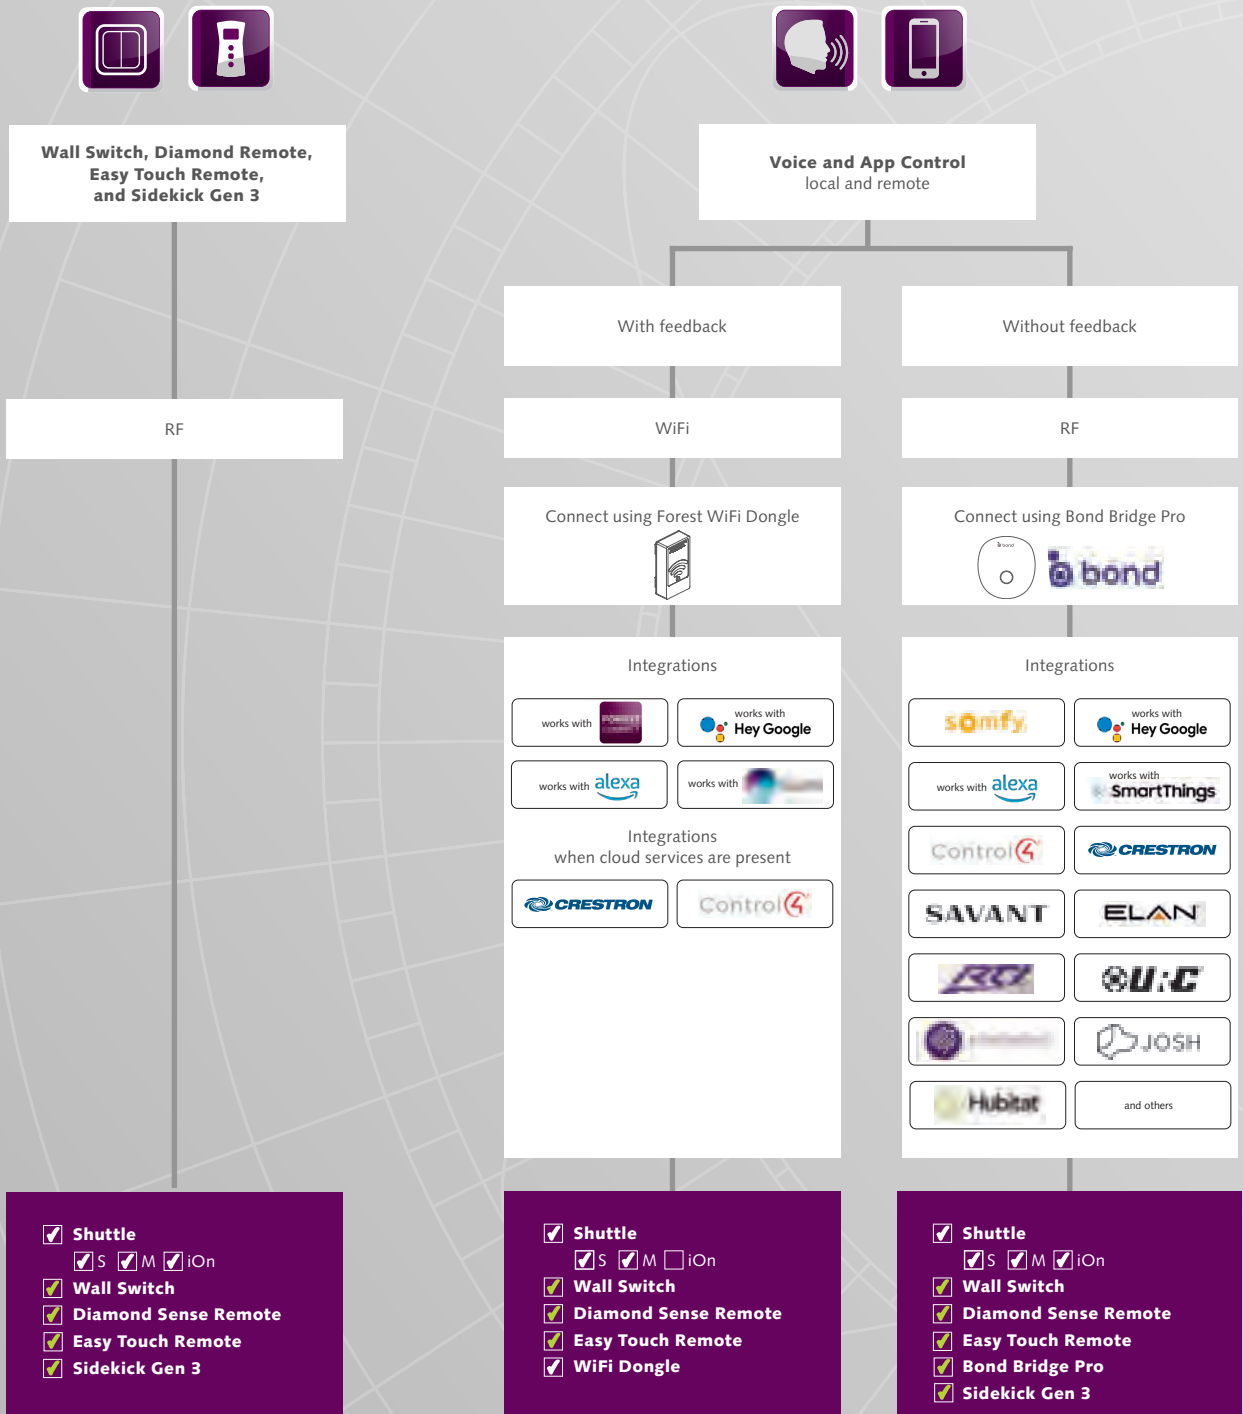 Wall Switch, Diamond Remote,
Easy Touch Remote,
and Sidekick Gen 3
RF
Shuttle
S M iOn
Wall Switch
Diamond Sense Remote
Easy Touch Remote
Sidekick Gen 3
Voice and App Control
local and remote
With feedback
WiFi
Connect using Forest WiFi Dongle
Integrations
works with
works with
Hey Google
works with alexa
works with
Integrations
when cloud services are present
CRESTRON
Control4
Shuttle
S M iOn
Wall Switch
Diamond Sense Remote
Easy Touch Remote
WiFi Dongle
Without feedback
RF
Connect using Bond Bridge Pro
bond
bond
Integrations
somfy
works with
Hey Google
works with alexa
works with
SmartThings
Control4
CRESTRON
SAVANT
ELAN
RTI
URC
JOSH
Hubitat
and others
Shuttle
S M iOn
Wall Switch
Diamond Sense Remote
Easy Touch Remote
Bond Bridge Pro
Sidekick Gen 3